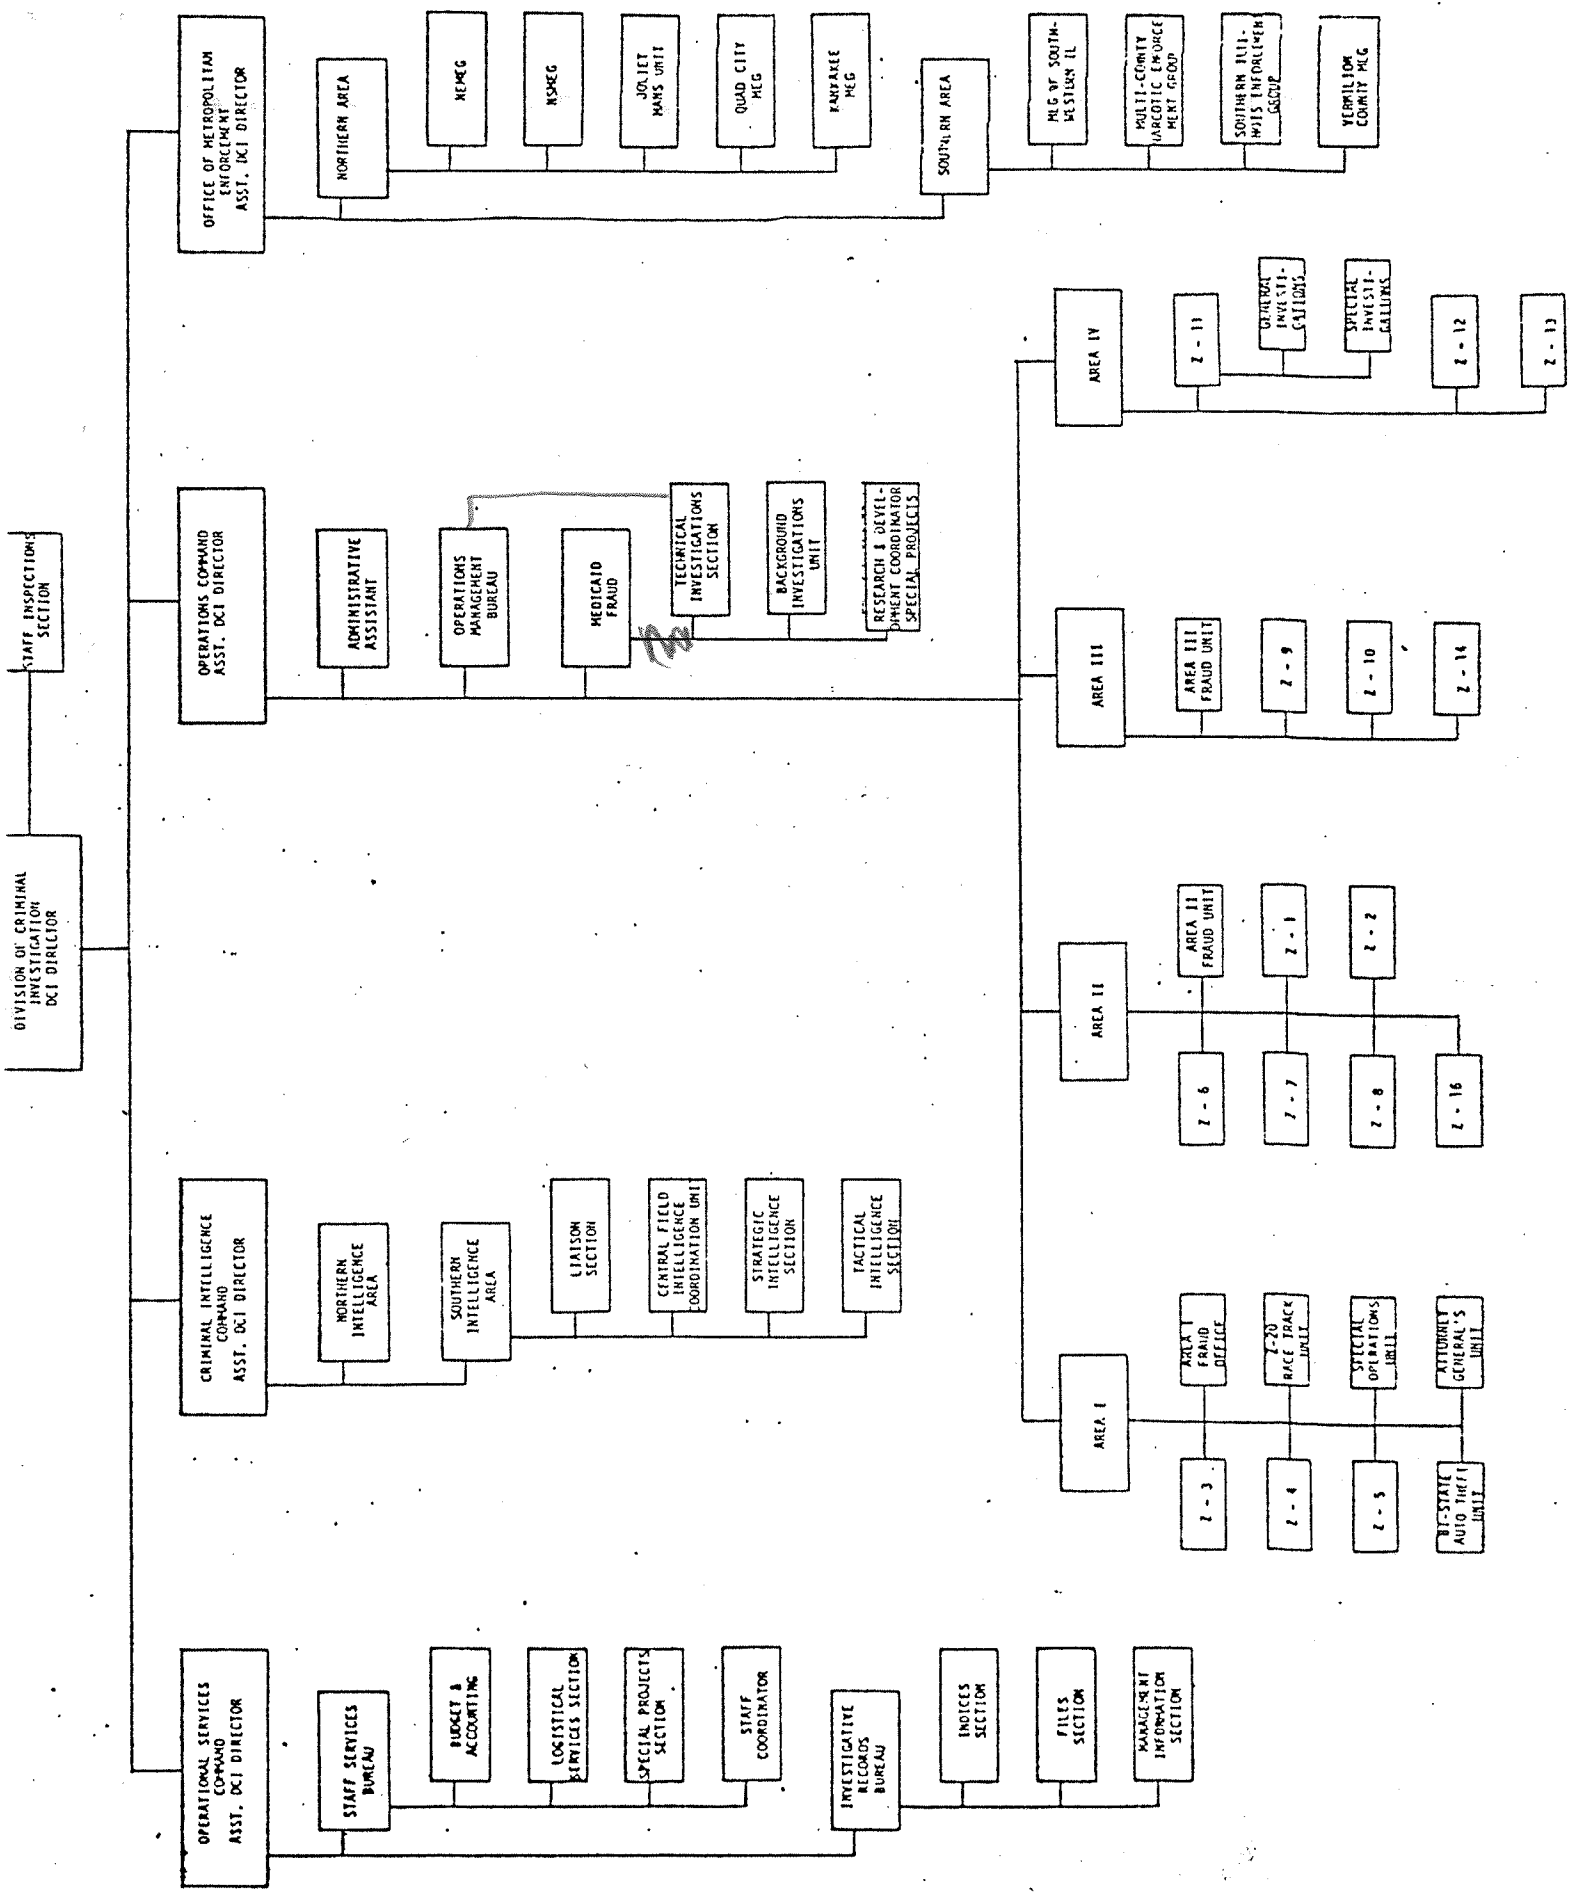 DIVISION OF CRIMINAL
INVESTIGATION
DCI DIRECTOR
STAFF INSPECTIONS
SECTION
OPERATIONAL SERVICES
COMMAND
ASST. DCI DIRECTOR
STAFF SERVICES
BUREAU
BUDGET &
ACCOUNTING
LOGISTICAL
SERVICES SECTION
SPECIAL PROJECTS
SECTION
STAFF
COORDINATOR
INVESTIGATIVE
RECORDS
BUREAU
INDICES
SECTION
FILES
SECTION
MANAGEMENT
INFORMATION
SECTION
CRIMINAL INTELLIGENCE
COMMAND
ASST. DCI DIRECTOR
NORTHERN
INTELLIGENCE
AREA
SOUTHERN
INTELLIGENCE
AREA
LIAISON
SECTION
CENTRAL FIELD
INTELLIGENCE
COORDINATION UNIT
STRATEGIC
INTELLIGENCE
SECTION
TACTICAL
INTELLIGENCE
SECTION
OPERATIONS COMMAND
ASST. DCI DIRECTOR
ADMINISTRATIVE
ASSISTANT
OPERATIONS
MANAGEMENT
BUREAU
MEDICAID
FRAUD
TECHNICAL
INVESTIGATIONS
SECTION
BACKGROUND
INVESTIGATIONS
UNIT
RESEARCH & DEVEL-
OPMENT COORDINATOR
SPECIAL PROJECTS
AREA I
Z - 3
AREA I
FRAUD
OFFICE
Z - 4
Z-20
RACE TRACK
UNIT
Z - 5
SPECIAL
OPERATIONS
UNIT
BI-STATE
AUTO THEFT
UNIT
ATTORNEY
GENERAL'S
UNIT
AREA II
Z - 6
AREA II
FRAUD UNIT
Z - 7
Z - 1
Z - 8
Z - 2
Z - 16
AREA III
AREA III
FRAUD UNIT
Z - 9
Z - 10
Z - 14
AREA IV
Z - 11
GENERAL
INVESTI-
GATIONS
SPECIAL
INVESTI-
GATIONS
Z - 12
Z - 13
OFFICE OF METROPOLITAN
ENFORCEMENT
ASST. DCI DIRECTOR
NORTHERN AREA
NEMEG
NSMEG
JOLIET
MANS UNIT
QUAD CITY
MEG
KANKAKEE
MEG
SOUTHERN AREA
MEG OF SOUTH-
WESTERN IL
MULTI-COUNTY
NARCOTIC ENFORCE
MENT GROUP
SOUTHERN ILLI-
NOIS ENFORCEMENT
GROUP
VERMILION
COUNTY MEG